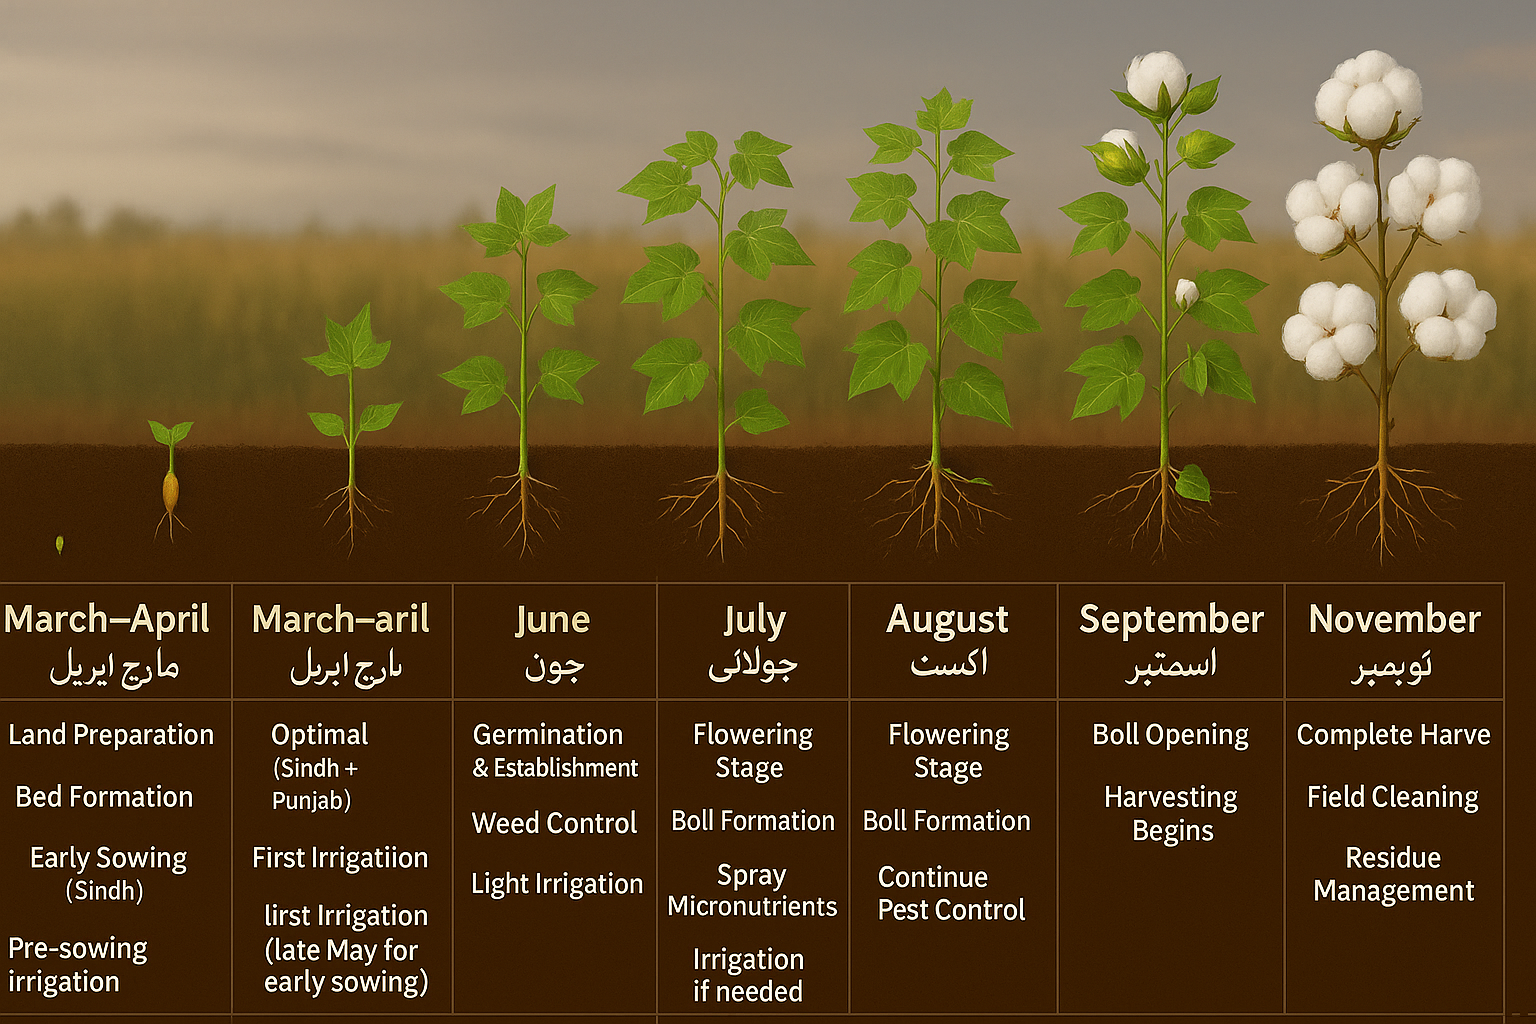 March–April
مارچ ایریل
Land Preparation
Bed Formation
Early Sowing
(Sindh)
Pre-sowing
irrigation
March–aril
ﺑارچ ابریل
Optimal
(Sindh +
Punjab)
First Irrigatiion
lirst Irrigation
(late May for
early sowing)
June
جون
Germination
& Establishment
Weed Control
Light Irrigation
July
جولائی
Flowering
Stage
Boll Formation
Spray
Micronutrients
Irrigation
if needed
August
اکست
Flowering
Stage
Boll Formation
Continue
Pest Control
September
اسمتبر
Boll Opening
Harvesting
Begins
November
نوبمبر
Complete Harve
Field Cleaning
Residue
Management